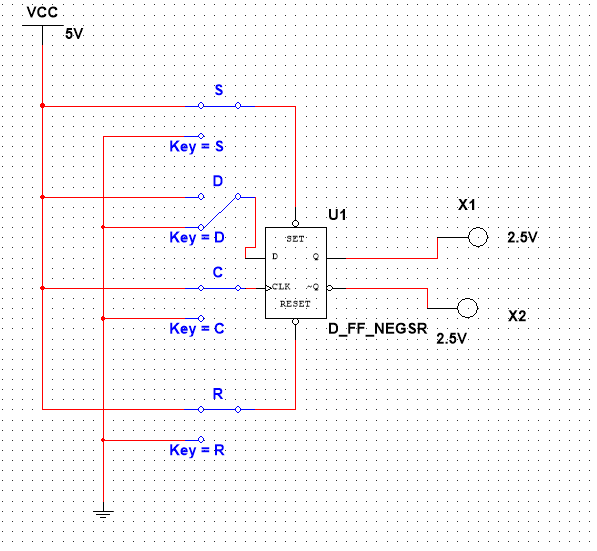 VCC
5V
S
Key = S
D
Key = D
U1
SET
D Q
X1
2.5V
C
CLK ~Q
RESET
Key = C
D_FF_NEGSR
X2
2.5V
R
Key = R